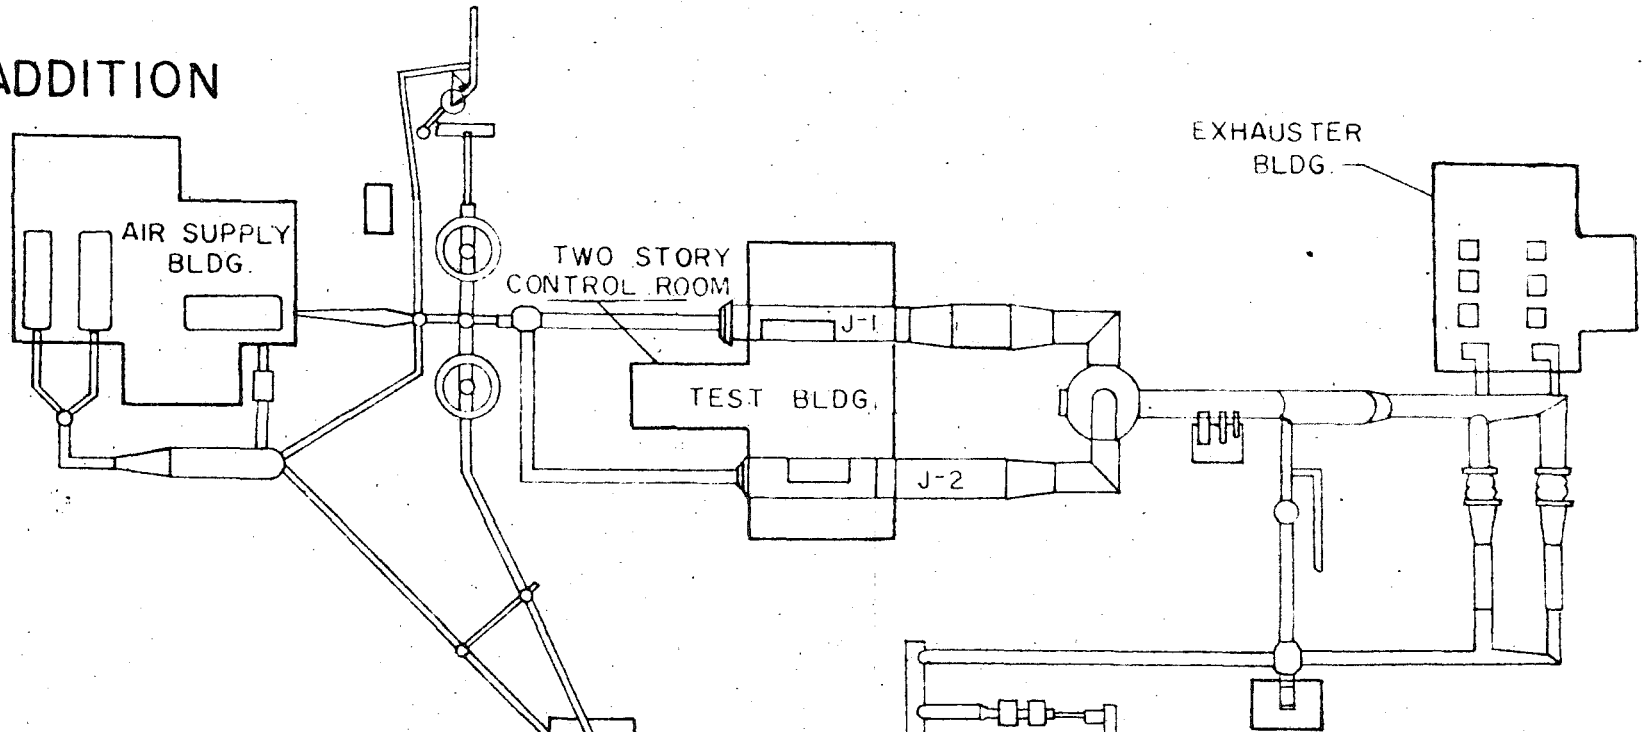 ADDITION
EXHAUSTER
BLDG.
AIR SUPPLY
BLDG.
TWO STORY
CONTROL ROOM
J-1
TEST BLDG.
J-2